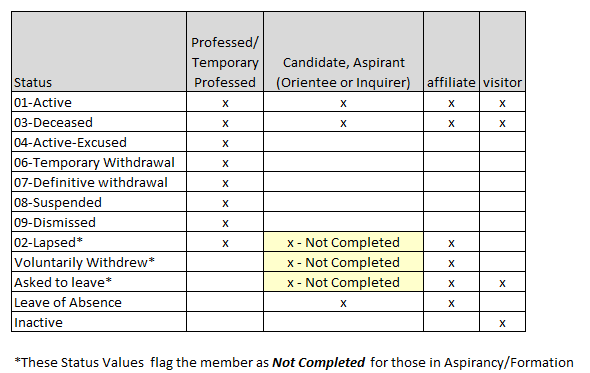 Professed/
Temporary Candidate, Aspirant
Status Professed (Orientee or Inquirer) affiliate visitor
01-Active x x x x
03-Deceased x x x x
04-Active-Excused x
06-Temporary Withdrawal x
07-Definitive withdrawal x
08-Suspended x
09-Dismissed x
02-Lapsed* x x - Not Completed x
Voluntarily Withdrew* x - Not Completed x
Asked to leave* x - Not Completed x x
Leave of Absence x x
Inactive x
*These Status Values flag the member as Not Completed for those in Aspirancy/Formation